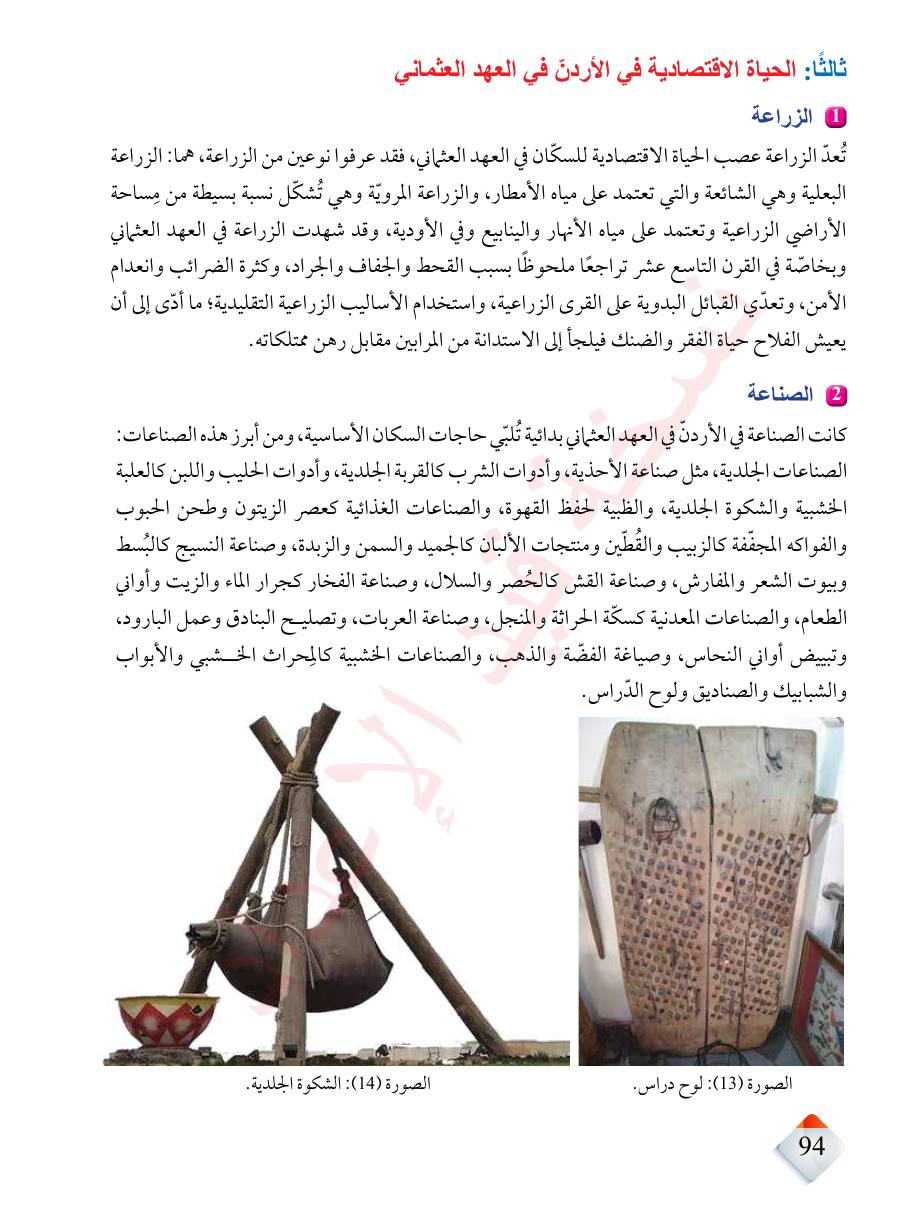 ثالثًا: الحياة الاقتصادية في الأردنّ في العهد العثماني
1 الزراعة
تُعدّ الزراعة عصب الحياة الاقتصادية للسكّان في العهد العثماني، فقد عرفوا نوعين من الزراعة، هما: الزراعة
البعلية وهي الشائعة والتي تعتمد على مياه الأمطار، والزراعة المرويّة وهي تُشكّل نسبة بسيطة من مِساحة
الأراضي الزراعية وتعتمد على مياه الأنهار والينابيع وفي الأودية، وقد شهدت الزراعة في العهد العثماني
وبخاصّة في القرن التاسع عشر تراجعًا ملحوظًا بسبب القحط والجفاف والجراد، وكثرة الضرائب وانعدام
الأمن، وتعدّي القبائل البدوية على القرى الزراعية، واستخدام الأساليب الزراعية التقليدية؛ ما أدّى إلى أن
يعيش الفلاح حياة الفقر والضنك فيلجأ إلى الاستدانة من المرابين مقابل رهن ممتلكاته.
2 الصناعة
كانت الصناعة في الأردنّ في العهد العثماني بدائية تُلبّي حاجات السكان الأساسية، ومن أبرز هذه الصناعات:
الصناعات الجلدية، مثل صناعة الأحذية، وأدوات الشرب كالقربة الجلدية، وأدوات الحليب واللبن كالعلبة
الخشبية والشكوة الجلدية، والظبية لحفظ القهوة، والصناعات الغذائية كعصر الزيتون وطحن الحبوب
والفواكه المجفّفة كالزبيب والقُطّين ومنتجات الألبان كالجميد والسمن والزبدة، وصناعة النسيج كالبُسط
وبيوت الشعر والمفارش، وصناعة القش كالحُصر والسلال، وصناعة الفخار كجرار الماء والزيت وأواني
الطعام، والصناعات المعدنية كسكّة الحراثة والمنجل، وصناعة العربات، وتصليح البنادق وعمل البارود،
وتبييض أواني النحاس، وصياغة الفضّة والذهب، والصناعات الخشبية كالمِحراث الخشبي والأبواب
والشبابيك والصناديق ولوح الدّراس.
الصورة (13): لوح دراس.
الصورة (14): الشكوة الجلدية.
94
نسخة قيد الإعداد